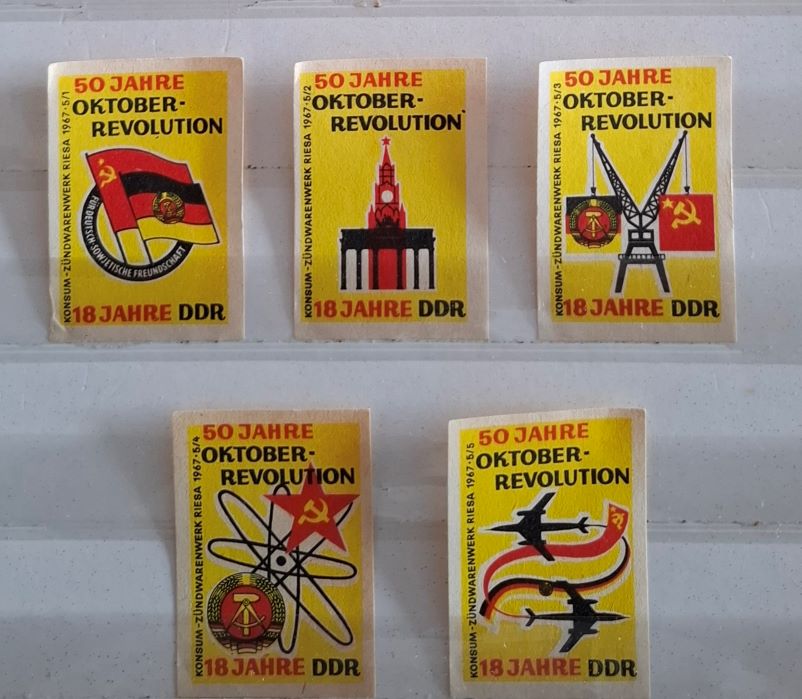 50 JAHRE
OKTOBER-
REVOLUTION
KONSUM-ZÜNDWARENWERK RIESA 1967·5/1
FÜR DEUTSCH-SOWJETISCHE FREUNDSCHAFT
18 JAHRE DDR
50 JAHRE
OKTOBER-
REVOLUTION
KONSUM-ZÜNDWARENWERK RIESA 1967·5/2
18 JAHRE DDR
50 JAHRE
OKTOBER-
REVOLUTION
KONSUM-ZÜNDWARENWERK RIESA 1967·5/3
18 JAHRE DDR
50 JAHRE
OKTOBER-
REVOLUTION
KONSUM-ZÜNDWARENWERK RIESA 1967·5/4
18 JAHRE DDR
50 JAHRE
OKTOBER-
REVOLUTION
KONSUM-ZÜNDWARENWERK RIESA 1967·5/5
18 JAHRE DDR